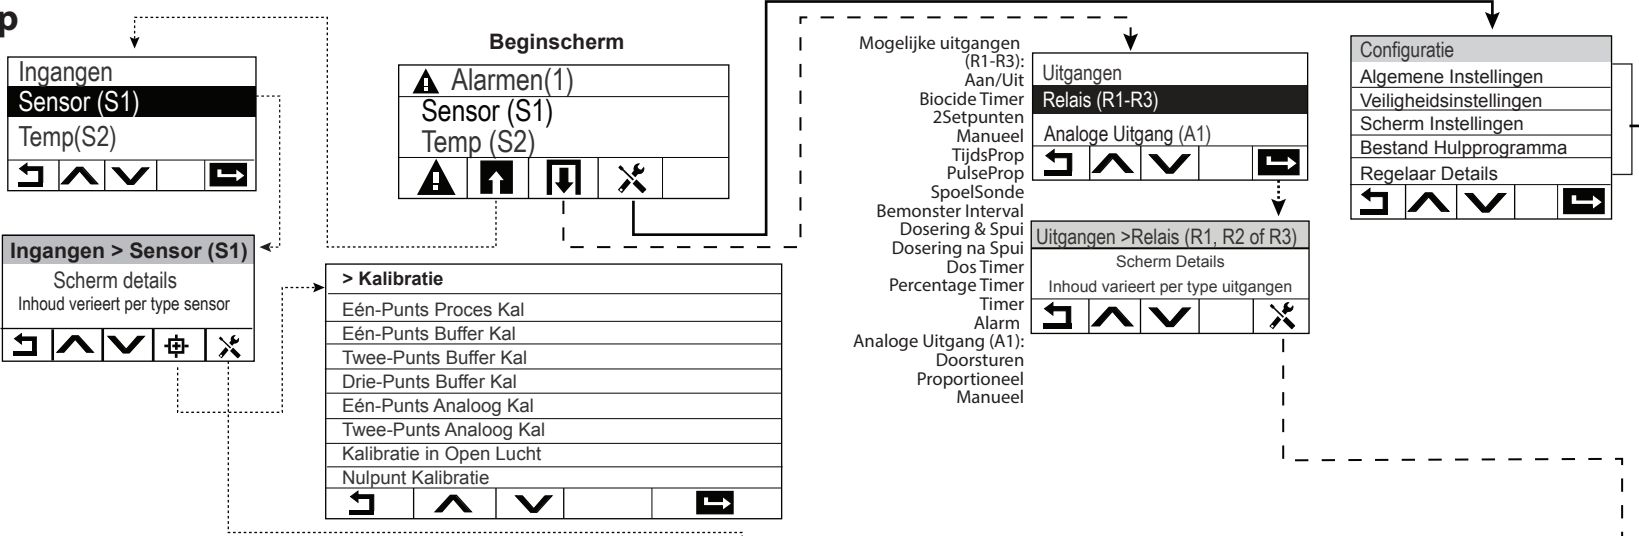 p
Ingangen
Sensor (S1)
Temp(S2)
Ingangen > Sensor (S1)
Scherm details
Inhoud verieert per type sensor
Beginscherm
Alarmen(1)
Sensor (S1)
Temp (S2)
> Kalibratie
Eén-Punts Proces Kal
Eén-Punts Buffer Kal
Twee-Punts Buffer Kal
Drie-Punts Buffer Kal
Eén-Punts Analoog Kal
Twee-Punts Analoog Kal
Kalibratie in Open Lucht
Nulpunt Kalibratie
Mogelijke uitgangen
(R1-R3):
Aan/Uit
Biocide Timer
2Setpunten
Manueel
TijdsProp
PulseProp
SpoelSonde
Bemonster Interval
Dosering & Spui
Dosering na Spui
Dos Timer
Percentage Timer
Timer
Alarm
Analoge Uitgang (A1):
Doorsturen
Proportioneel
Manueel
Uitgangen
Relais (R1-R3)
Analoge Uitgang (A1)
Uitgangen >Relais (R1, R2 of R3)
Scherm Details
Inhoud varieert per type uitgangen
Configuratie
Algemene Instellingen
Veiligheidsinstellingen
Scherm Instellingen
Bestand Hulpprogramma
Regelaar Details